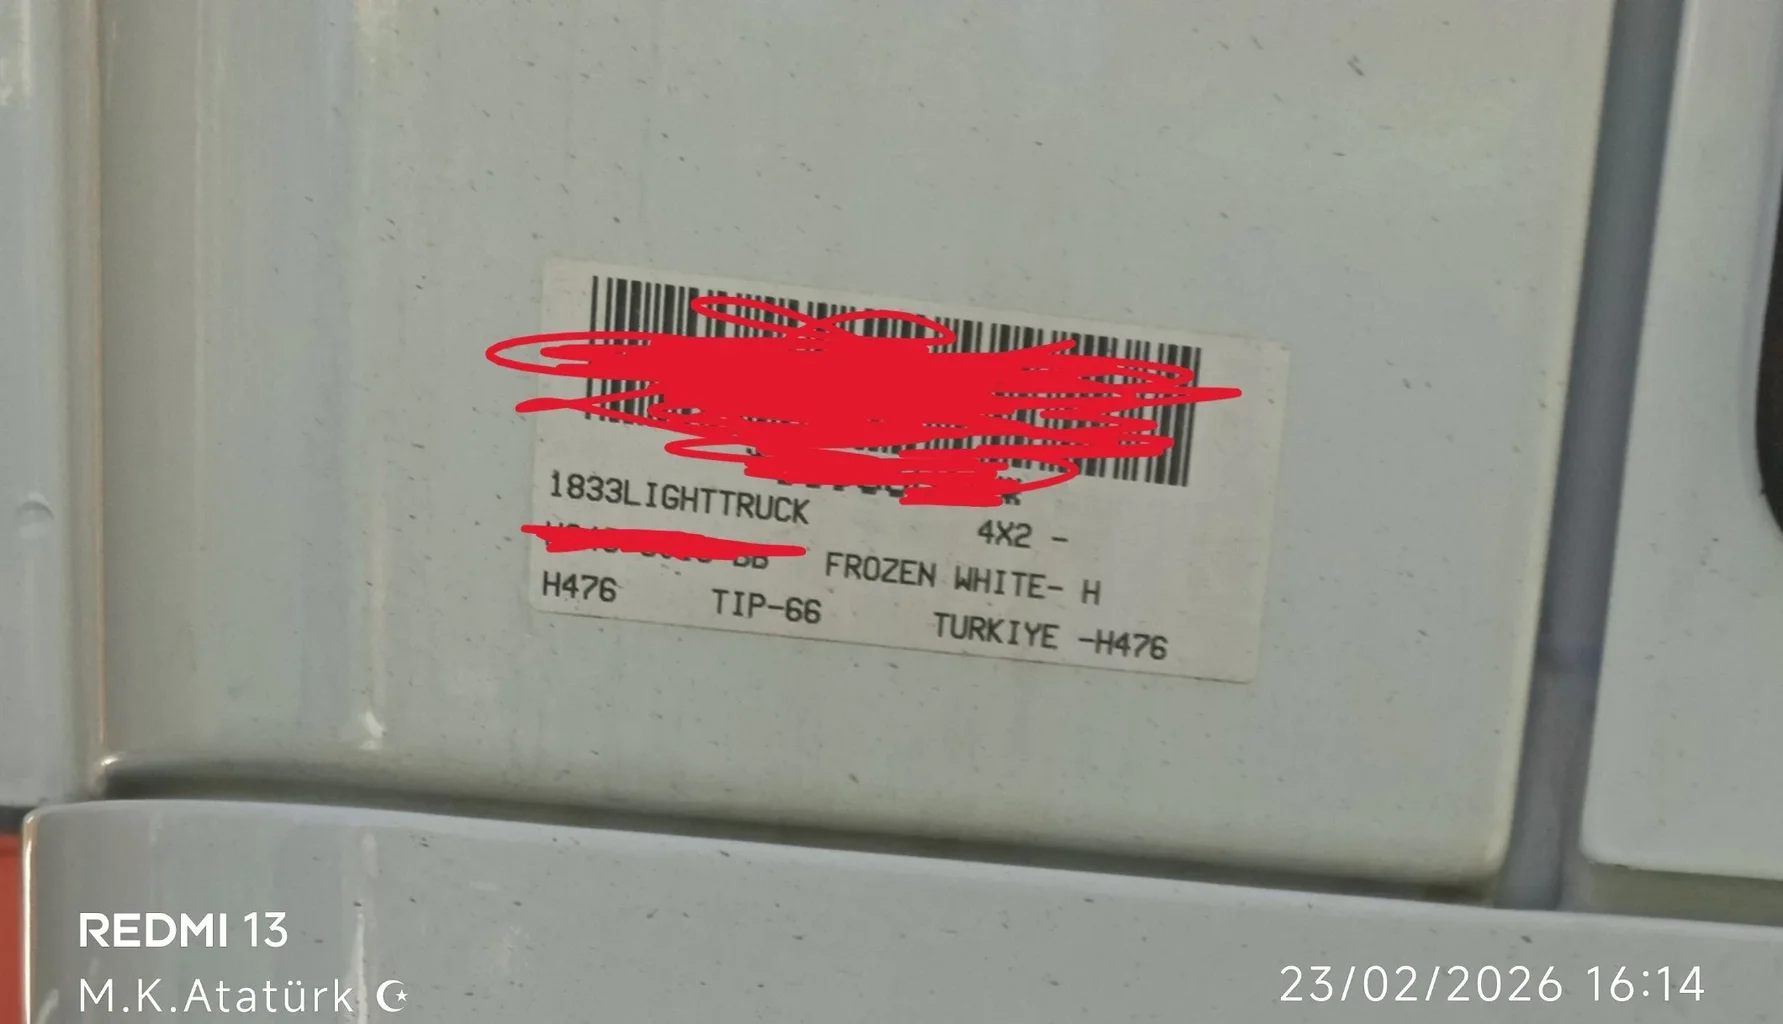 1833LIGHTTRUCK 4X2 -
FROZEN WHITE- H
H476 TIP-66 TURKIYE -H476
REDMI 13
M.K.Atatürk
23/02/2026 16:14